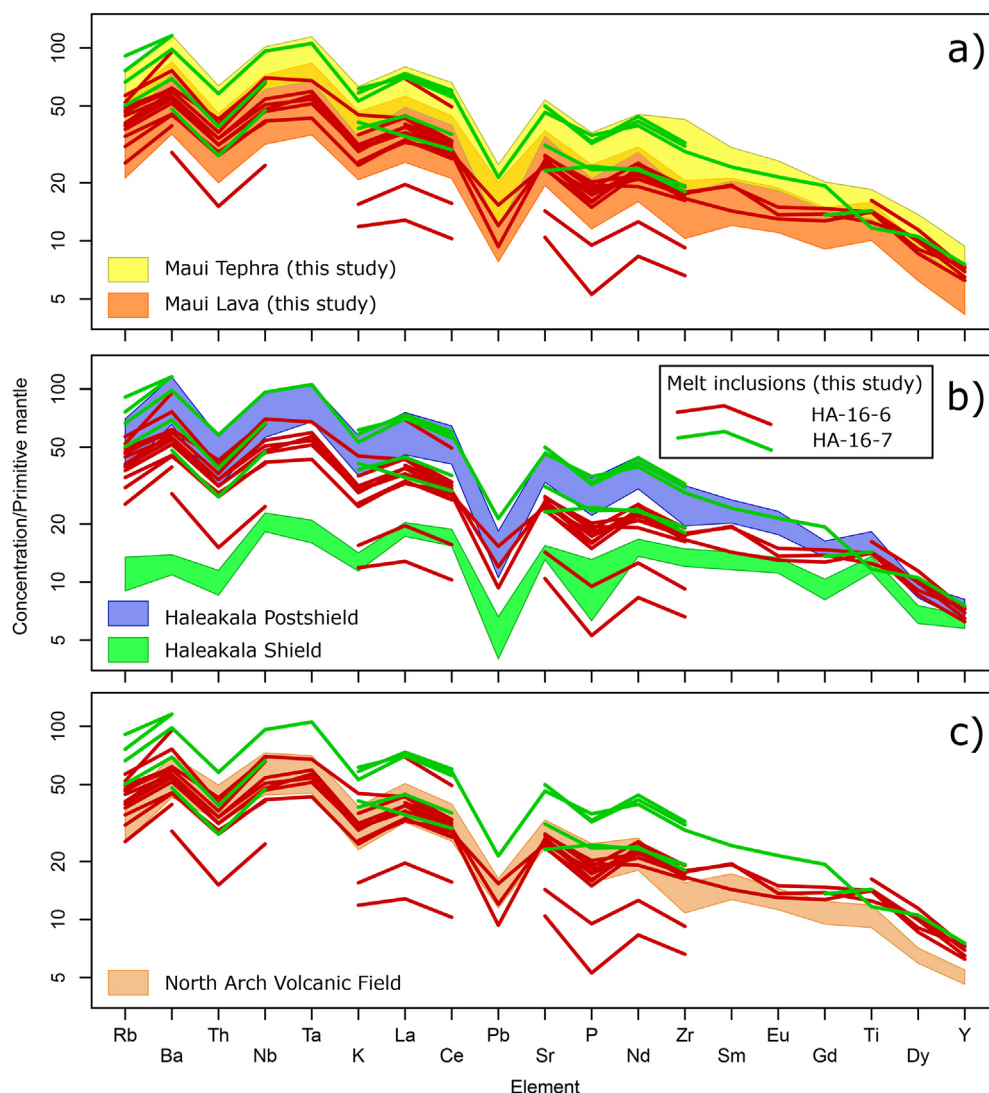 a)
100
50
20
10
5
Maui Tephra (this study)
Maui Lava (this study)
b)
Melt inclusions (this study)
HA-16-6
HA-16-7
100
50
20
10
5
Haleakala Postshield
Haleakala Shield
Concentration/Primitive mantle
c)
100
50
20
10
5
North Arch Volcanic Field
Rb Th Ta La Pb P Zr Eu Ti Y
Ba Nb K Ce Sr Nd Sm Gd Dy
Element